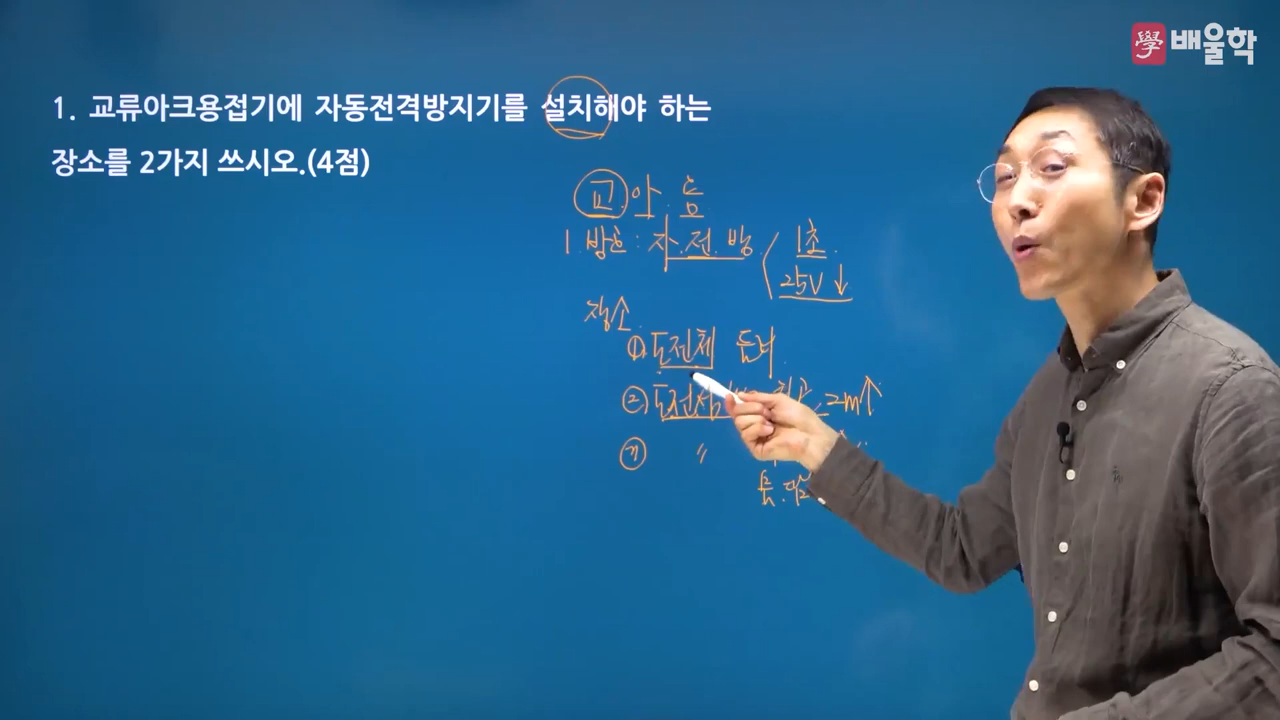 學 배울학
1. 교류아크용접기에 자동전격방지기를 설치해야 하는
장소를 2가지 쓰시오.(4점)
교.아.용
1.방호: 자.전.방 1초.
25V↓
장소
① 도전체
② 도전성 2m↑
〃